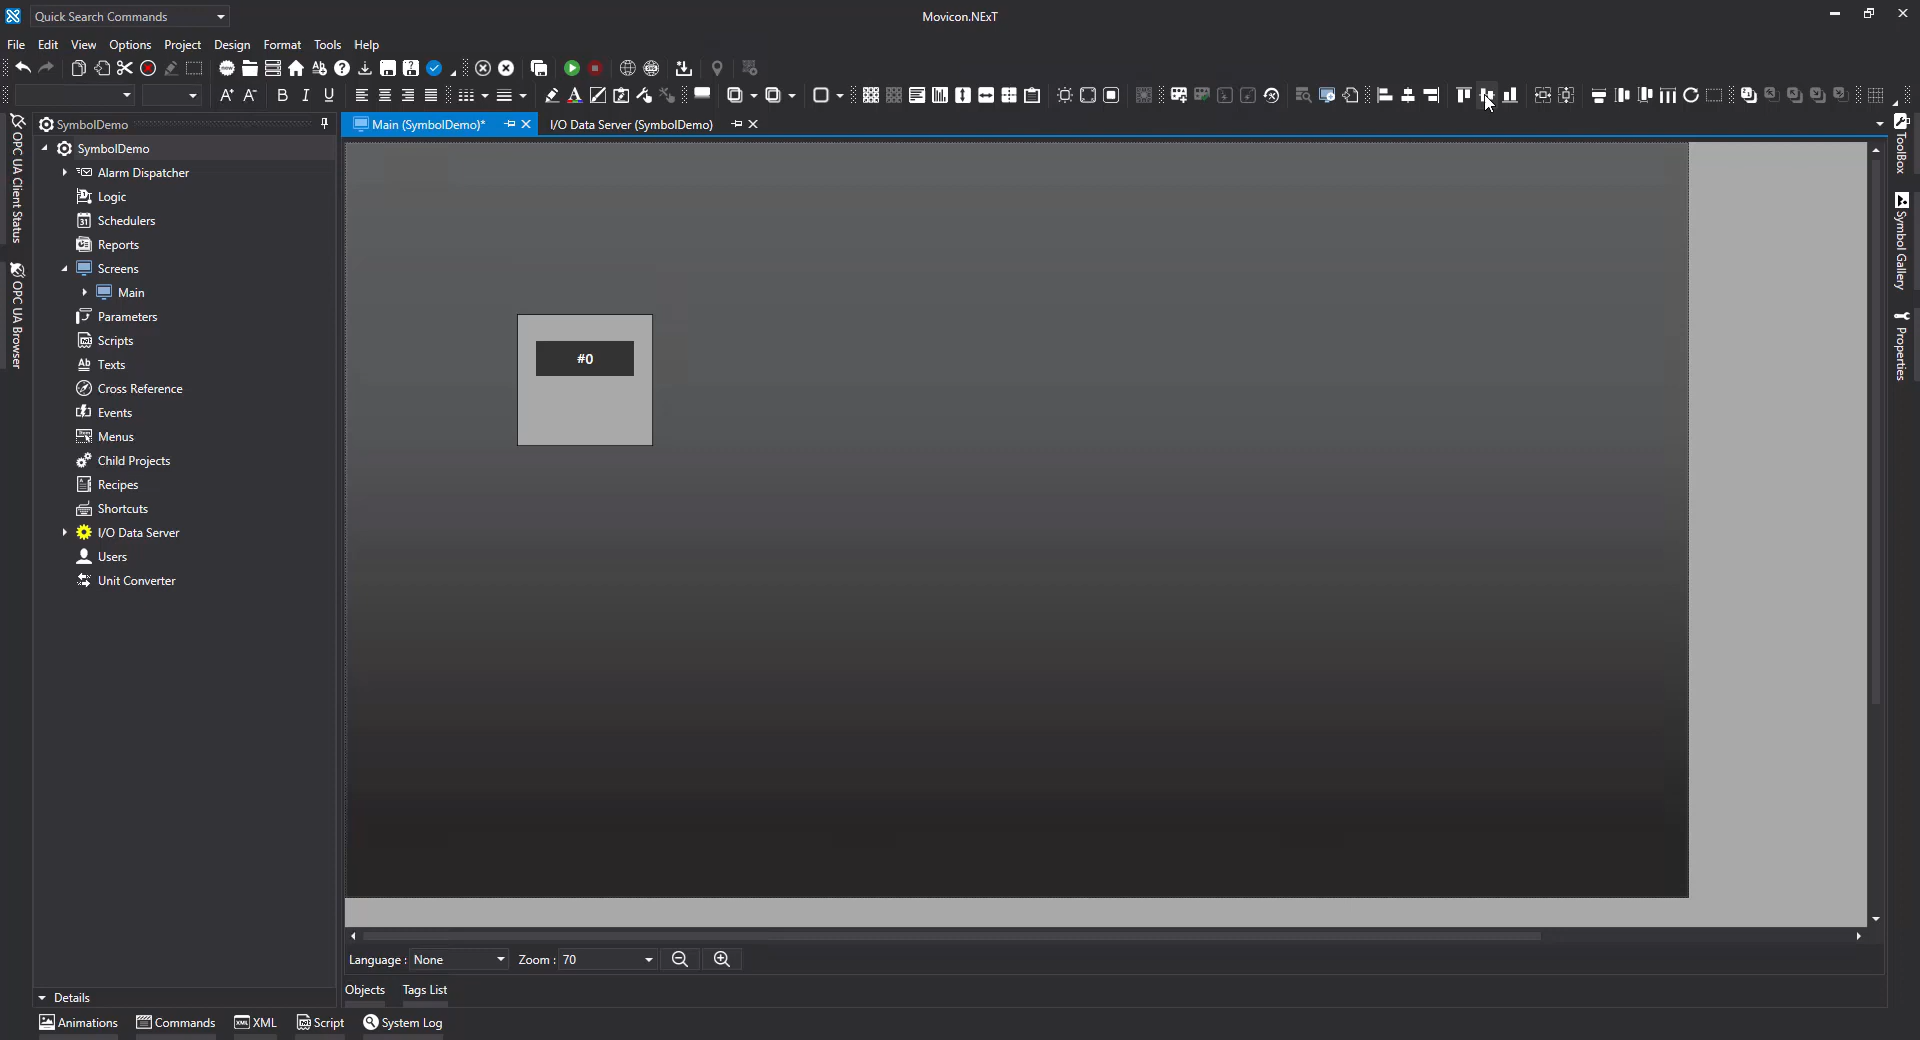 Quick Search Commands
Movicon.NExT
File Edit View Options Project Design Format Tools Help
SymbolDemo
Main (SymbolDemo)*
I/O Data Server (SymbolDemo)
OPC UA Client Status
OPC UA Browser
SymbolDemo
Alarm Dispatcher
Logic
Schedulers
Reports
Screens
Main
Parameters
Scripts
Texts
Cross Reference
Events
Menus
Child Projects
Recipes
Shortcuts
I/O Data Server
Users
Unit Converter
#0
ToolBox
Symbol Gallery
Properties
Language : None Zoom : 70
Objects Tags List
Details
Animations Commands XML Script System Log